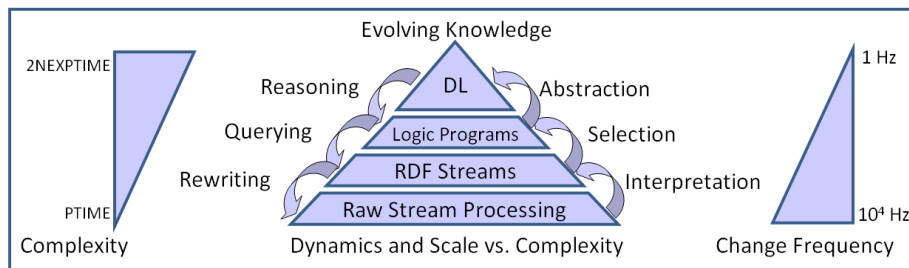 Evolving Knowledge
2NEXPTIME
1 Hz
Reasoning
DL
Abstraction
Querying
Logic Programs
Selection
Rewriting
RDF Streams
Interpretation
PTIME
Raw Stream Processing
10⁴ Hz
Complexity
Dynamics and Scale vs. Complexity
Change Frequency